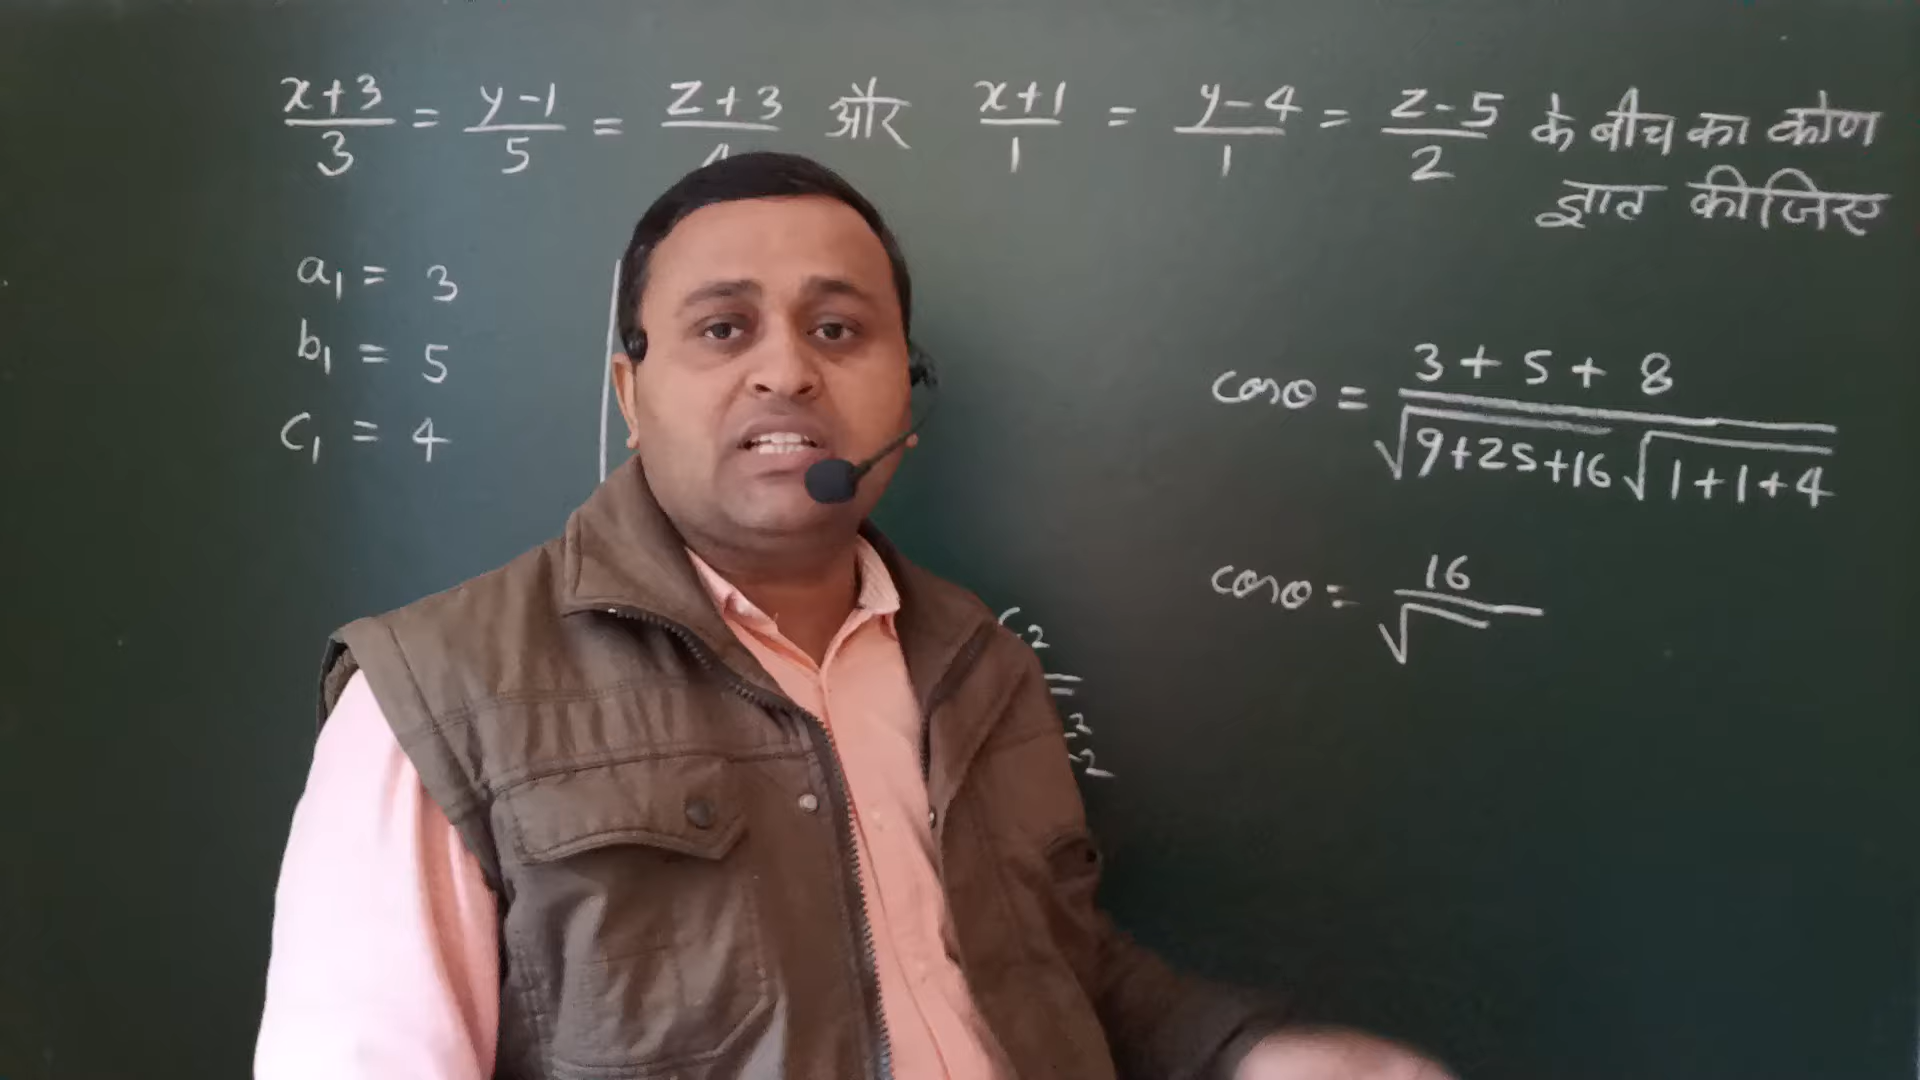 x+3/3 = y-1/5 = z+3/4 और x+1/1 = y-4/1 = z-5/2 के बीच का कोण
ज्ञात कीजिए
a₁ = 3
b₁ = 5
c₁ = 4
cosθ = 3+5+8/√9+25+16 √1+1+4
cosθ = 16/√